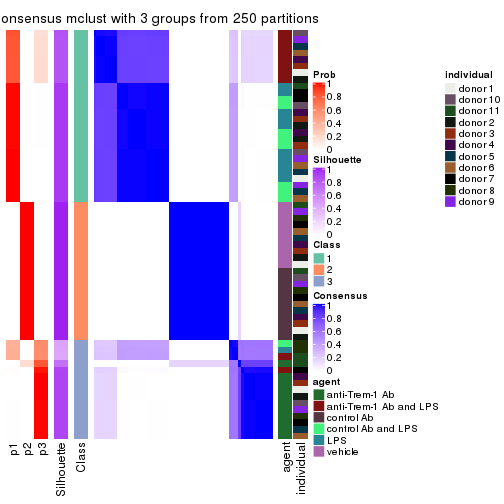 onsensus mclust with 3 groups from 250 partitions
Prob
1
0.8
0.6
0.4
0.2
0
Silhouette
1
0.8
0.6
0.4
0.2
0
Class
1
2
3
Consensus
1
0.8
0.6
0.4
0.2
0
agent
anti-Trem-1 Ab
anti-Trem-1 Ab and LPS
control Ab
control Ab and LPS
LPS
vehicle
individual
donor 1
donor 10
donor 11
donor 2
donor 3
donor 4
donor 5
donor 6
donor 7
donor 8
donor 9
p1
p2
p3
Silhouette
Class
agent
individual